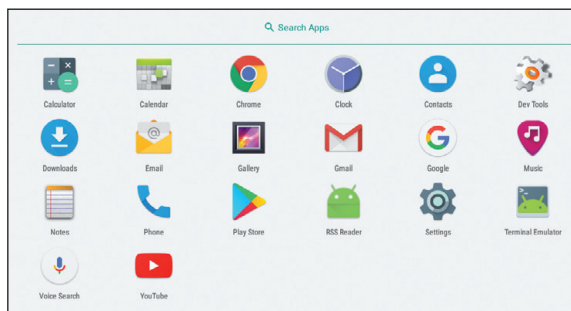 Search Apps
Calculator Calendar Chrome Clock Contacts Dev Tools
@
Downloads Email Gallery Gmail Google Music
Notes Phone Play Store RSS Reader Settings Terminal Emulator
Voice Search YouTube